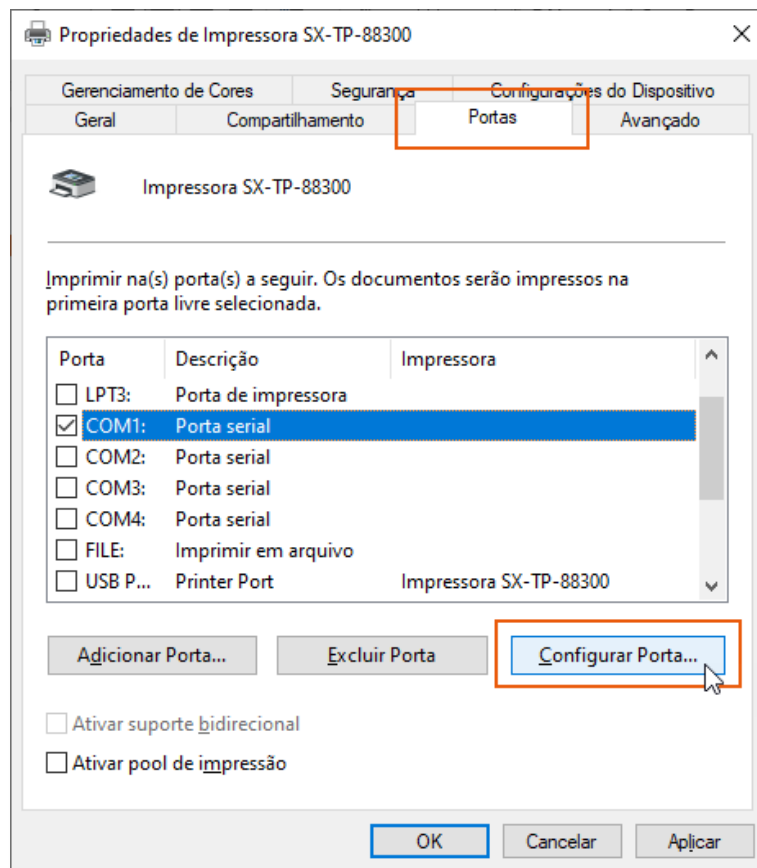 Propriedades de Impressora SX-TP-88300
Gerenciamento de Cores Segurança Configurações do Dispositivo
Geral Compartilhamento Portas Avançado
Impressora SX-TP-88300
Imprimir na(s) porta(s) a seguir. Os documentos serão impressos na
primeira porta livre selecionada.
Porta Descrição Impressora
LPT3: Porta de impressora
COM1: Porta serial
COM2: Porta serial
COM3: Porta serial
COM4: Porta serial
FILE: Imprimir em arquivo
USB P... Printer Port Impressora SX-TP-88300
Adicionar Porta... Excluir Porta Configurar Porta...
Ativar suporte bidirecional
Ativar pool de impressão
OK Cancelar Aplicar